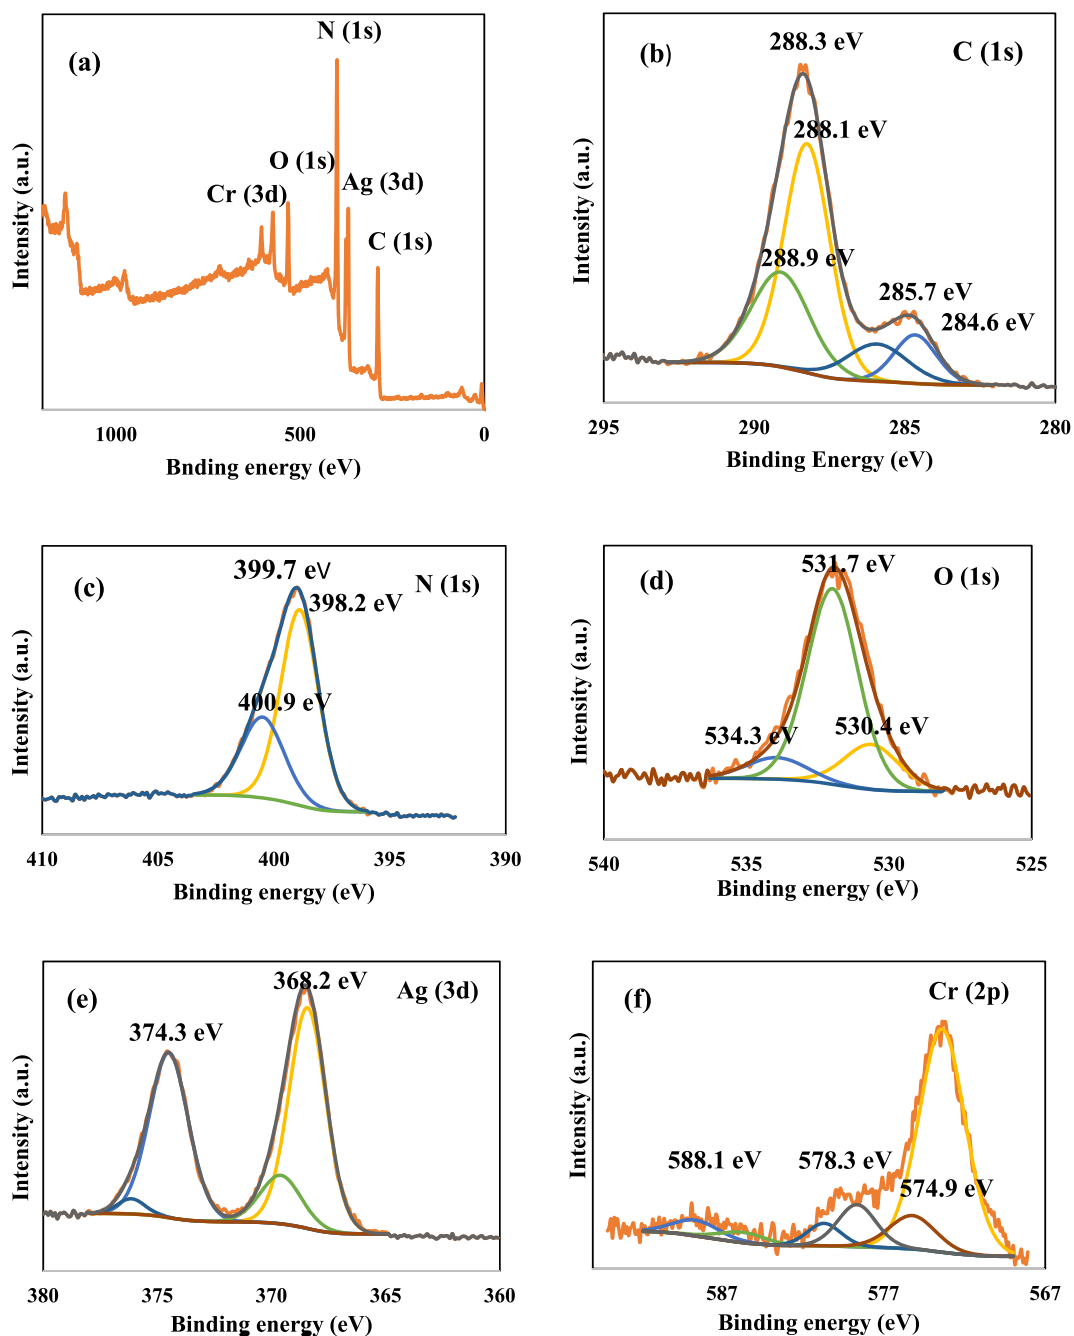 (a)
N (1s)
O (1s)
Cr (3d)
Ag (3d)
C (1s)
Intensity (a.u.)
1000
500
0
Bnding energy (eV)
(b)
288.3 eV
C (1s)
288.1 eV
288.9 eV
285.7 eV
284.6 eV
Intensity (a.u.)
295
290
285
280
Binding Energy (eV)
(c)
399.7 eV
N (1s)
398.2 eV
400.9 eV
Intensity (a.u.)
410
405
400
395
390
Binding energy (eV)
(d)
531.7 eV
O (1s)
534.3 eV
530.4 eV
Intensity (a.u.)
540
535
530
525
Binding energy (eV)
(e)
368.2 eV
Ag (3d)
374.3 eV
Intensity (a.u.)
380
375
370
365
360
Binding energy (eV)
(f)
Cr (2p)
588.1 eV
578.3 eV
574.9 eV
Intensity (a.u.)
587
577
567
Binding energy (eV)